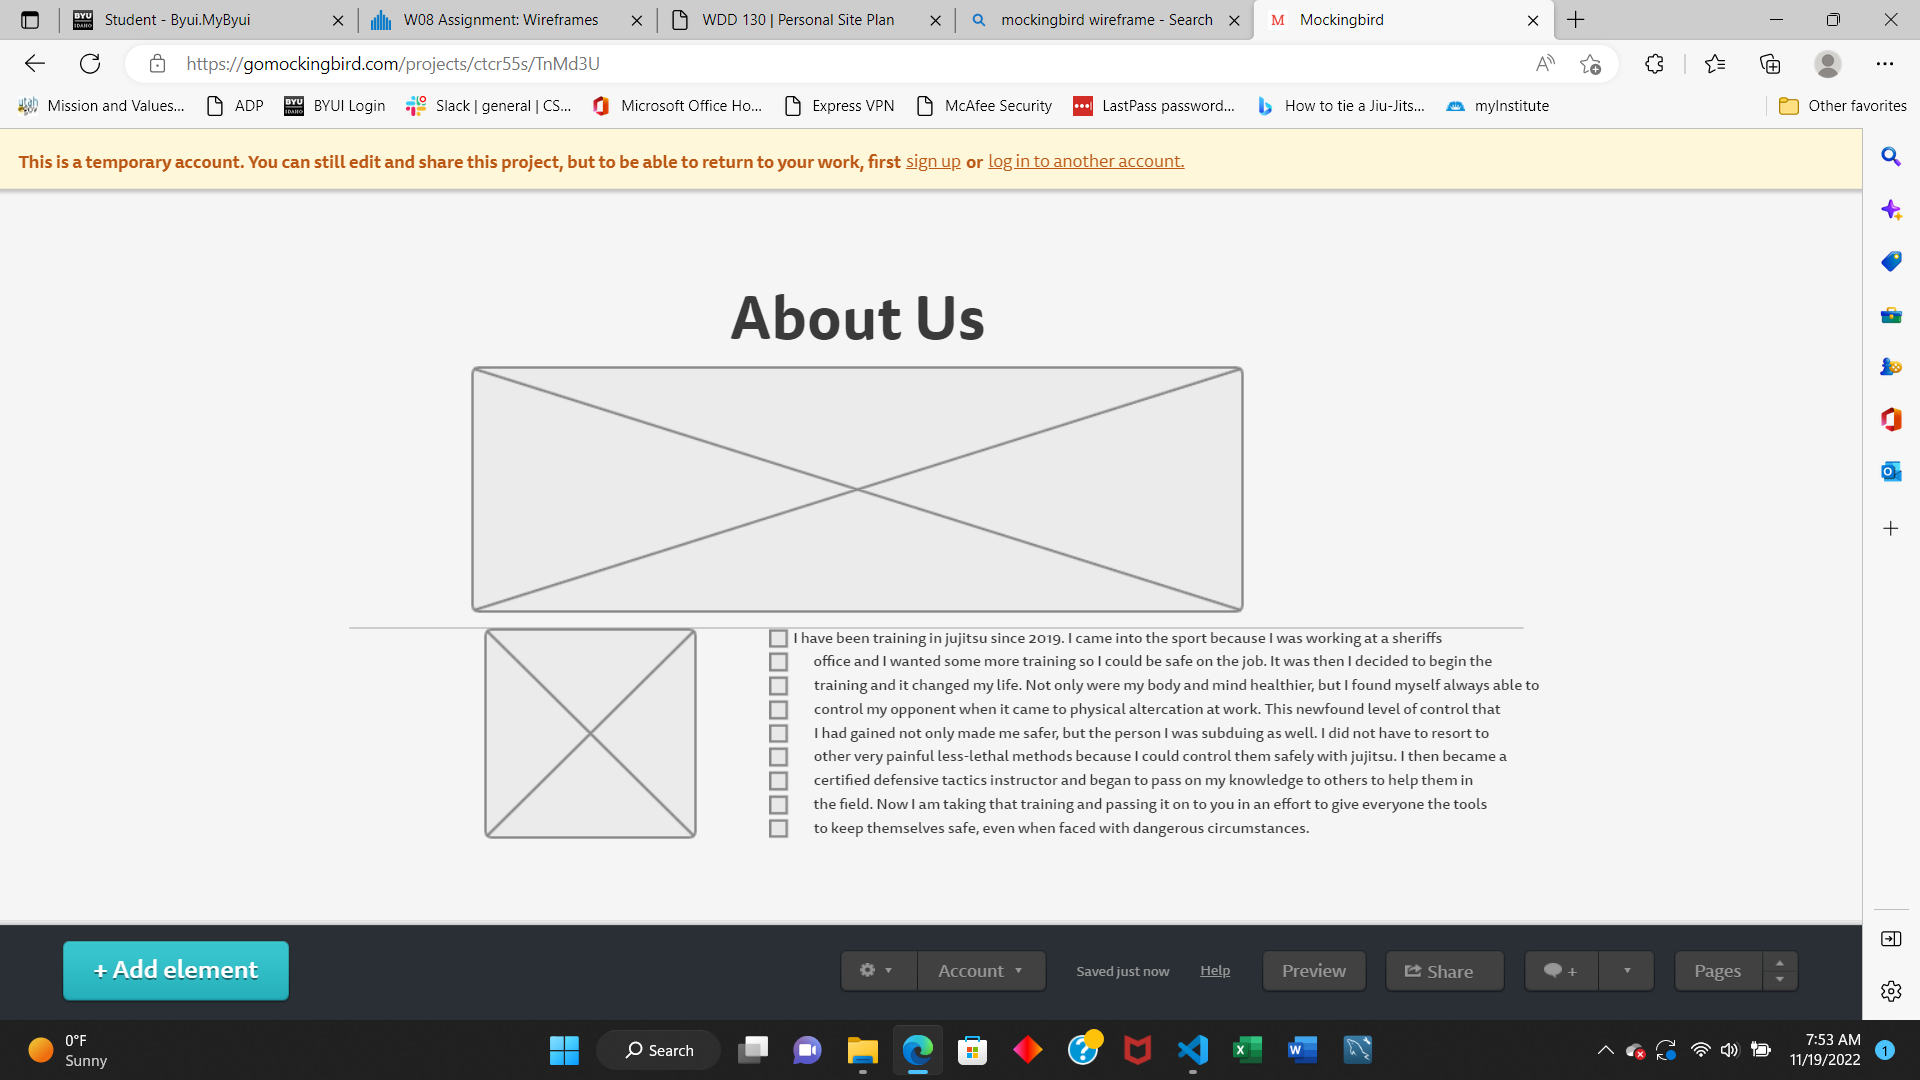 Student - Byui.MyByui
W08 Assignment: Wireframes
WDD 130 | Personal Site Plan
mockingbird wireframe - Search
M Mockingbird
https://gomockingbird.com/projects/ctcr55s/TnMd3U
Mission and Values...
ADP
BYU IDAHO BYUI Login
Slack | general | CS...
Microsoft Office Ho...
Express VPN
McAfee Security
LastPass password...
How to tie a Jiu-Jits...
myInstitute
Other favorites
This is a temporary account. You can still edit and share this project, but to be able to return to your work, first sign up or log in to another account.
About Us
I have been training in jujitsu since 2019. I came into the sport because I was working at a sheriffs
office and I wanted some more training so I could be safe on the job. It was then I decided to begin the
training and it changed my life. Not only were my body and mind healthier, but I found myself always able to
control my opponent when it came to physical altercation at work. This newfound level of control that
I had gained not only made me safer, but the person I was subduing as well. I did not have to resort to
other very painful less-lethal methods because I could control them safely with jujitsu. I then became a
certified defensive tactics instructor and began to pass on my knowledge to others to help them in
the field. Now I am taking that training and passing it on to you in an effort to give everyone the tools
to keep themselves safe, even when faced with dangerous circumstances.
+ Add element
Account
Saved just now
Help
Preview
Share
+
Pages
0°F
Sunny
Search
7:53 AM
11/19/2022
1